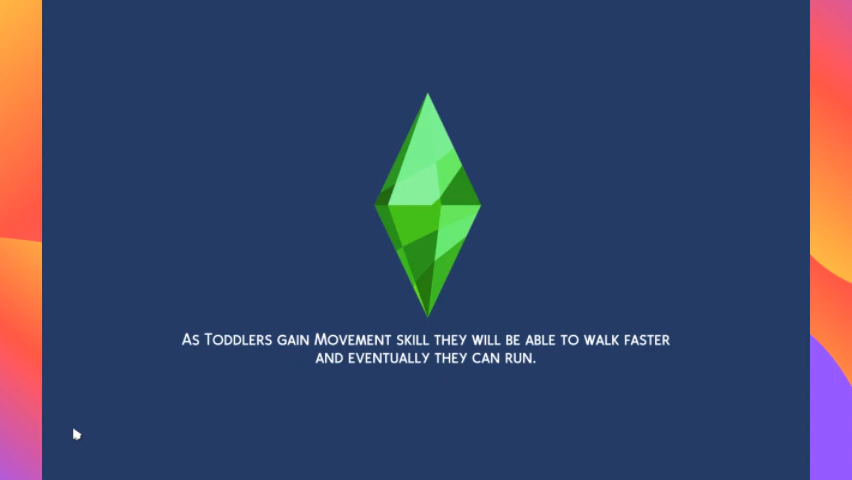 As Toddlers gain Movement skill they will be able to walk faster
and eventually they can run.